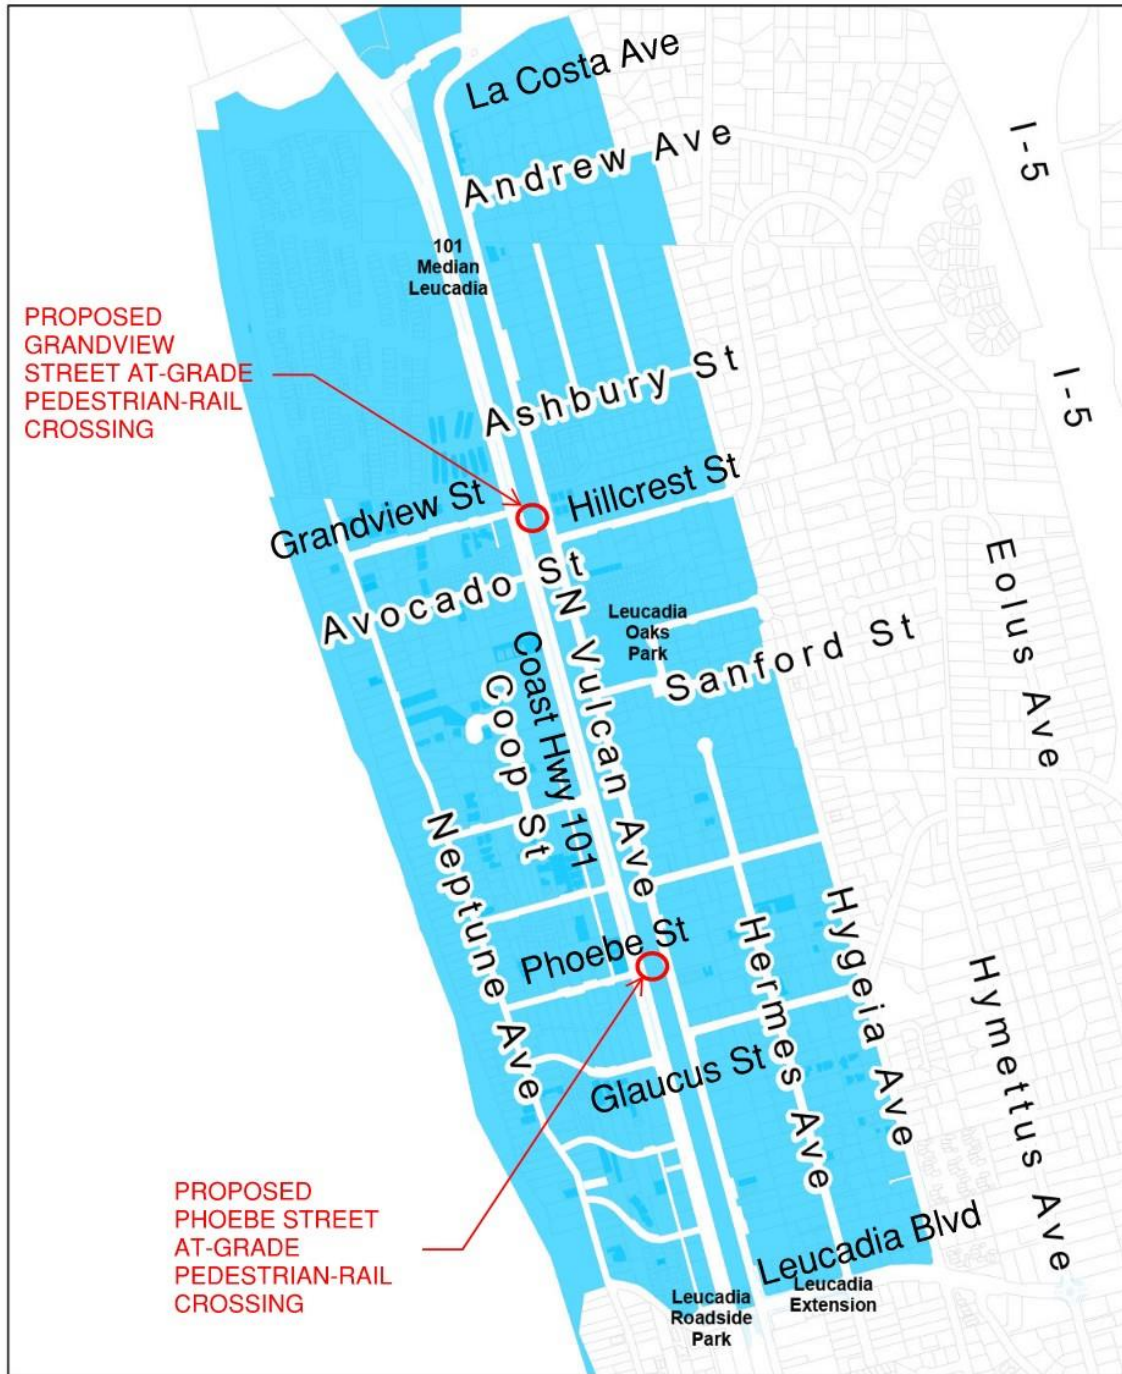 La Costa Ave
Andrew Ave
I-5
101
Median
Leucadia
PROPOSED
GRANDVIEW
STREET AT-GRADE
PEDESTRIAN-RAIL
CROSSING
Ashbury St
I-5
Grandview St
Hillcrest St
Avocado St
N Vulcan Ave
Leucadia
Oaks
Park
Sanford St
Eolus Ave
Coast Hwy 101
Coop St
Neptune Ave
Phoebe St
Hermes Ave
Hygeia Ave
Hymettus Ave
Glaucus St
PROPOSED
PHOEBE STREET
AT-GRADE
PEDESTRIAN-RAIL
CROSSING
Leucadia Blvd
Leucadia
Extension
Leucadia
Roadside
Park